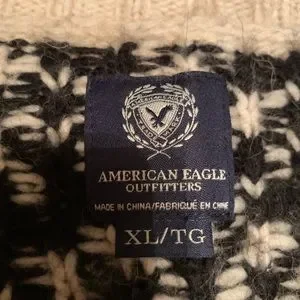 AMERICAN EAGLE
OUTFITTERS
MADE IN CHINA/FABRIQUÉ EN CHINE
XL/TG